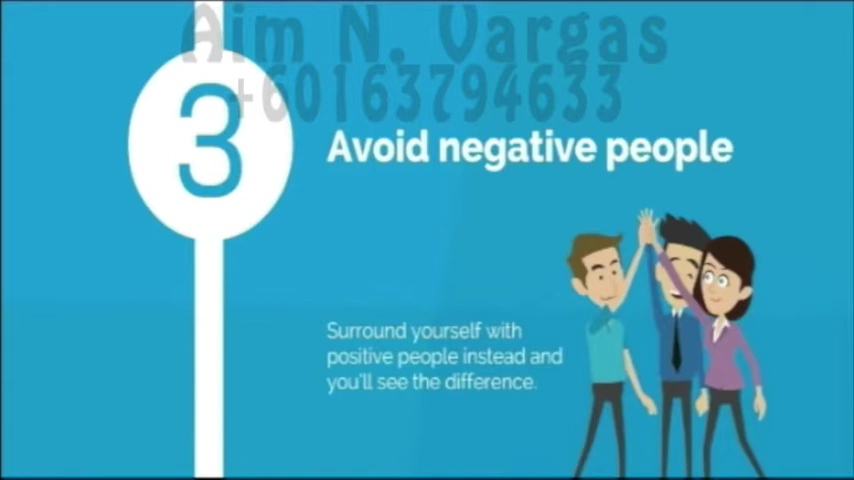 Aim N. Vargas
+60163794633
3
Avoid negative people
Surround yourself with
positive people instead and
you'll see the difference.